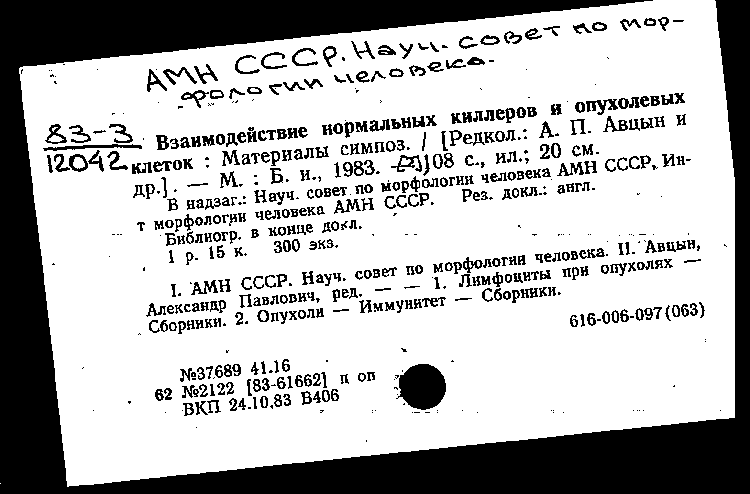 АМН СССР. Науч. совет по мор-
фологии человека.
83-3
12042
Взаимодействие нормальных киллеров и опухолевых
клеток : Материалы симпоз. / [Редкол.: А. П. Авцын и
др.]. — М. : Б. и., 1983. — 108 с., ил.; 20 см.
В надзаг.: Науч. совет по морфологии человека АМН СССР, Ин-
т морфологии человека АМН СССР. Рез. докл.: англ.
Библиогр. в конце докл.
1 р. 15 к. 300 экз.
I. АМН СССР. Науч. совет по морфологии человека. II. Авцын,
Александр Павлович, ред. — — 1. Лимфоциты при опухолях —
Сборники. 2. Опухоли — Иммунитет — Сборники.
616-006-097(063)
№37689 41.16
62 №2122 [83-61662] п оп
ВКП 24.10.83 В406